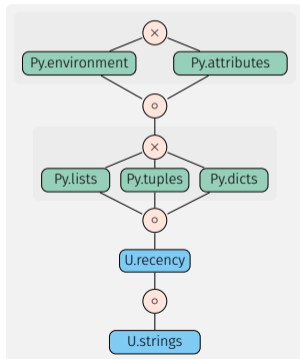 ×
Py.environment Py.attributes
∘
×
Py.lists Py.tuples Py.dicts
∘
U.recency
∘
U.strings